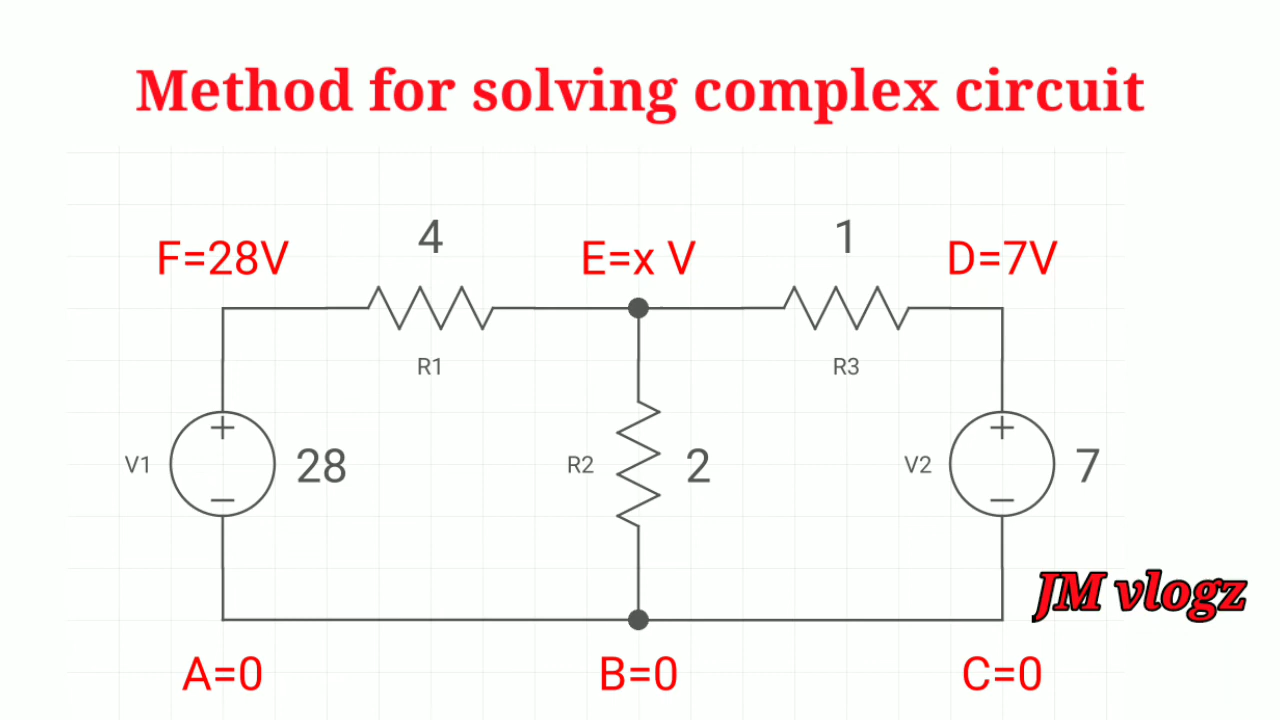 Method for solving complex circuit
F=28V
4
E=x V
1
D=7V
R1
R3
V1
28
R2
2
V2
7
JM vlogz
A=0
B=0
C=0